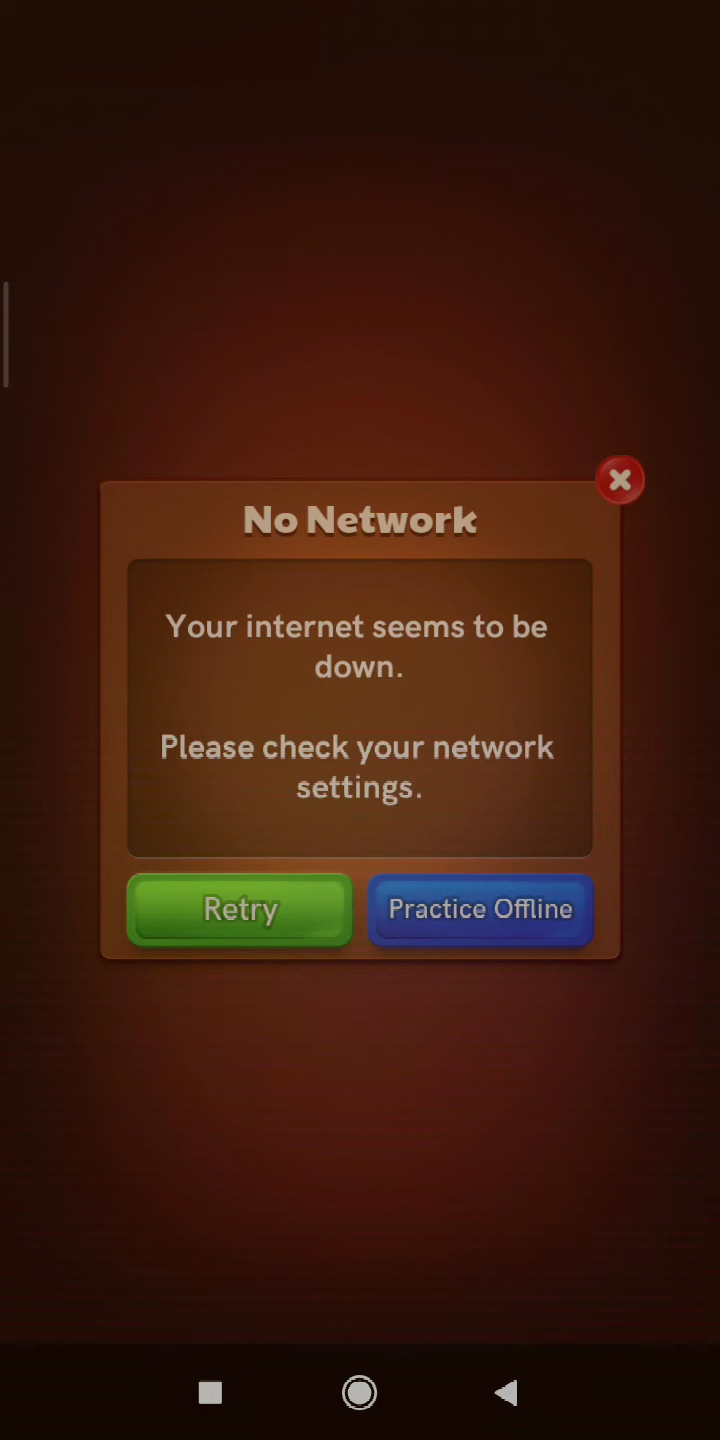 No Network
Your internet seems to be
down.
Please check your network
settings.
Retry
Practice Offline